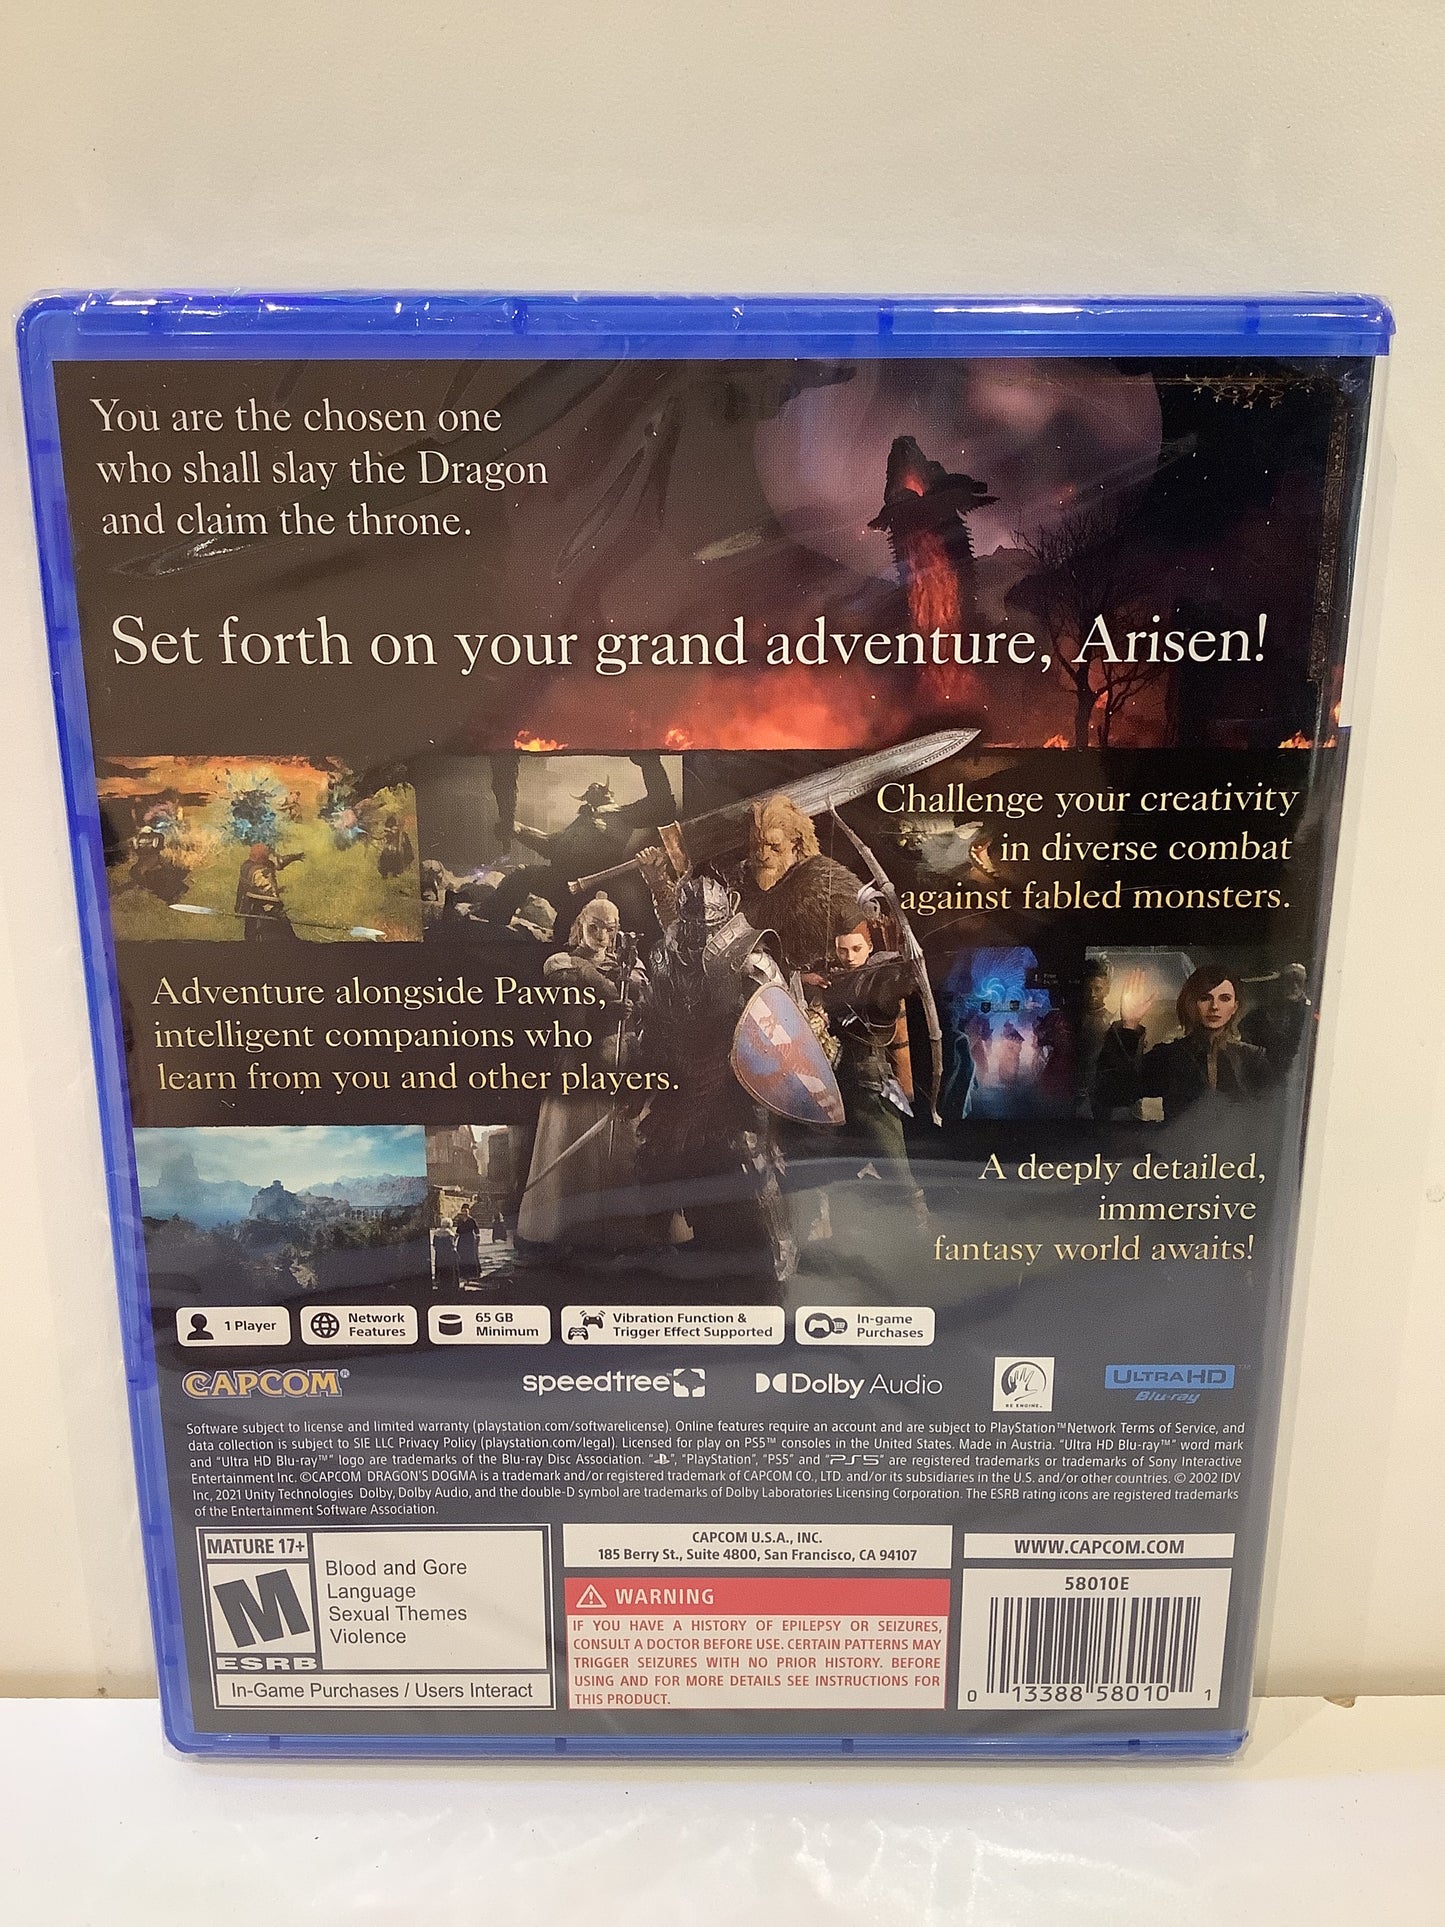 You are the chosen one
who shall slay the Dragon
and claim the throne.
Set forth on your grand adventure, Arisen!
Challenge your creativity
in diverse combat
against fabled monsters.
Adventure alongside Pawns,
intelligent companions who
learn from you and other players.
A deeply detailed,
immersive
fantasy world awaits!
1 Player
Network
Features
65 GB
Minimum
Vibration Function &
Trigger Effect Supported
In-game
Purchases
CAPCOM®
speedtree™
Dolby Audio
RE ENGINE™
ULTRA HD™
Blu-ray
Software subject to license and limited warranty (playstation.com/softwarelicense). Online features require an account and are subject to PlayStation™Network Terms of Service, and
data collection is subject to SIE LLC Privacy Policy (playstation.com/legal). Licensed for play on PS5™ consoles in the United States. Made in Austria. "Ultra HD Blu-ray™" word mark
and "Ultra HD Blu-ray™" logo are trademarks of the Blu-ray Disc Association. "", "PlayStation", "PS5" and "PS5" are registered trademarks or trademarks of Sony Interactive
Entertainment Inc. ©CAPCOM DRAGON'S DOGMA is a trademark and/or registered trademark of CAPCOM CO., LTD. and/or its subsidiaries in the U.S. and/or other countries. © 2002 IDV
Inc, 2021 Unity Technologies Dolby, Dolby Audio, and the double-D symbol are trademarks of Dolby Laboratories Licensing Corporation. The ESRB rating icons are registered trademarks
of the Entertainment Software Association.
MATURE 17+
M
ESRB
Blood and Gore
Language
Sexual Themes
Violence
In-Game Purchases / Users Interact
CAPCOM U.S.A., INC.
185 Berry St., Suite 4800, San Francisco, CA 94107
WARNING
IF YOU HAVE A HISTORY OF EPILEPSY OR SEIZURES,
CONSULT A DOCTOR BEFORE USE. CERTAIN PATTERNS MAY
TRIGGER SEIZURES WITH NO PRIOR HISTORY. BEFORE
USING AND FOR MORE DETAILS SEE INSTRUCTIONS FOR
THIS PRODUCT.
WWW.CAPCOM.COM
58010E
0 13388 58010 1